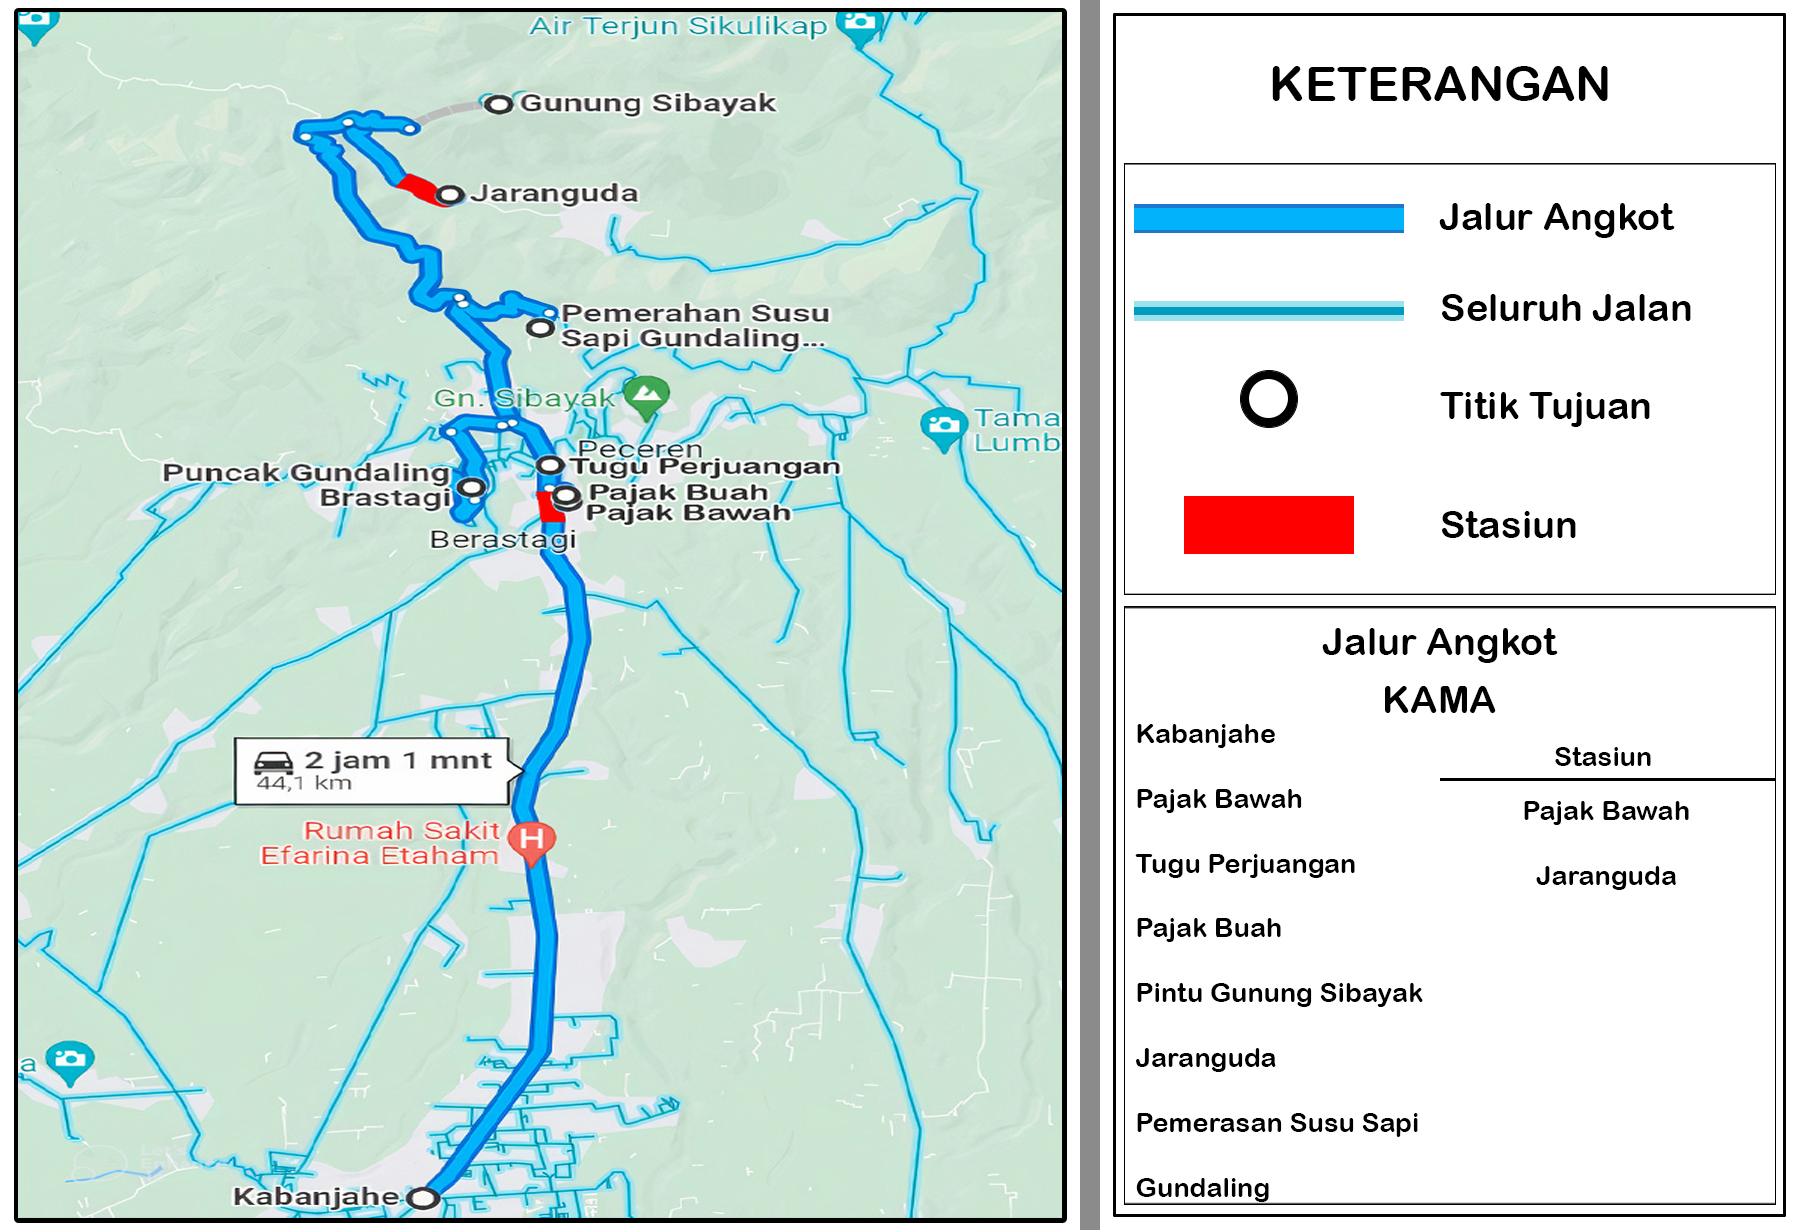 Air Terjun Sikulikap
Gunung Sibayak
Jaranguda
Pemerahan Susu
Sapi Gundaling...
Gn. Sibayak
Tama
Lumb
Peceren
Tugu Perjuangan
Puncak Gundaling
Brastagi
Pajak Buah
Pajak Bawah
Berastagi
2 jam 1 mnt
44,1 km
Rumah Sakit
Efarina Etaham
H
a
Kabanjahe
KETERANGAN
Jalur Angkot
Seluruh Jalan
Titik Tujuan
Stasiun
Jalur Angkot
KAMA
Kabanjahe
Pajak Bawah
Tugu Perjuangan
Pajak Buah
Pintu Gunung Sibayak
Jaranguda
Pemerasan Susu Sapi
Gundaling
Stasiun
Pajak Bawah
Jaranguda